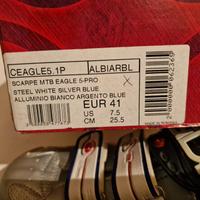 CEAGLE5.1P ALBIARBL
SCARPE MTB EAGLE 5-PRO
STEEL WHITE SILVER BLUE
ALLUMINIO BIANCO ARGENTO BLUE
EUR 41
US 7.5
CM 25.5
2000000062365